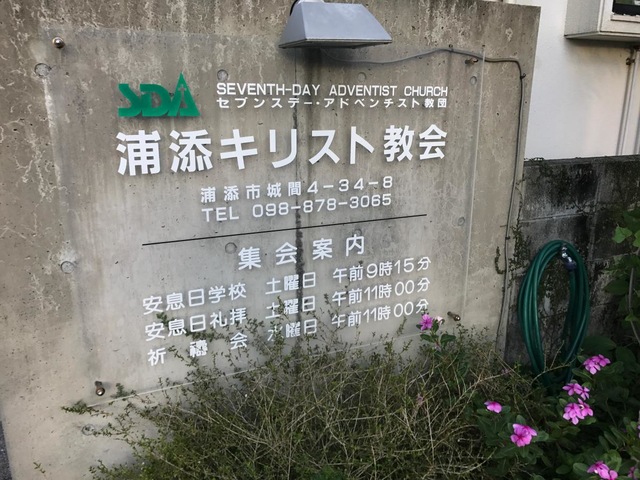 SDA
SEVENTH-DAY ADVENTIST CHURCH
セブンスデー・アドベンチスト教団
浦添キリスト教会
浦添市城間4-34-8
TEL 098-878-3065
集会案内
安息日学校 土曜日 午前9時15分
安息日礼拝 土曜日 午前11時00分
祈祷会 水曜日 午前11時00分